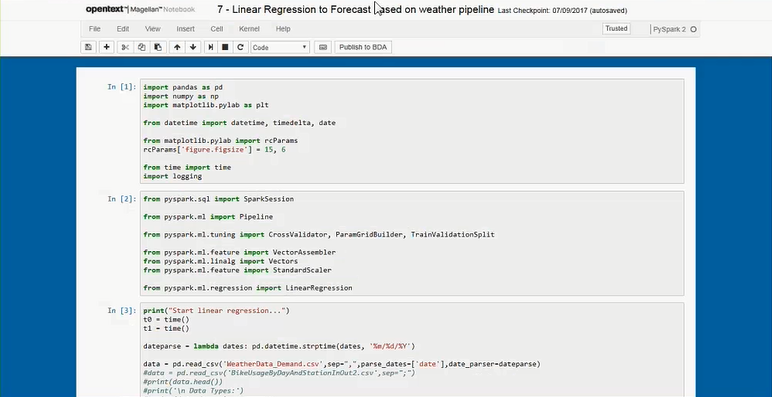 opentext™ | Magellan™ Notebook 7 - Linear Regression to Forecast based on weather pipeline Last Checkpoint: 07/09/2017 (autosaved)
File Edit View Insert Cell Kernel Help Trusted PySpark 2
Code Publish to BDA
In [1]: import pandas as pd
import numpy as np
import matplotlib.pylab as plt
from datetime import datetime, timedelta, date
from matplotlib.pylab import rcParams
rcParams['figure.figsize'] = 15, 6
from time import time
import logging
In [2]: from pyspark.sql import SparkSession
from pyspark.ml import Pipeline
from pyspark.ml.tuning import CrossValidator, ParamGridBuilder, TrainValidationSplit
from pyspark.ml.feature import VectorAssembler
from pyspark.ml.linalg import Vectors
from pyspark.ml.feature import StandardScaler
from pyspark.ml.regression import LinearRegression
In [3]: print("Start linear regression...")
t0 = time()
t1 = time()
dateparse = lambda dates: pd.datetime.strptime(dates, '%m/%d/%Y')
data = pd.read_csv('WeatherData_Demand.csv',sep=",",parse_dates=['date'],date_parser=dateparse)
#data = pd.read_csv('BikeUsageByDayAndStationInOut2.csv',sep=";")
#print(data.head())
#print('\n Data Types:')